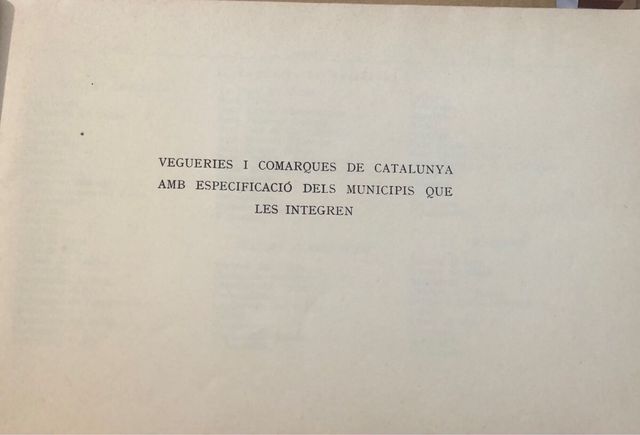 VEGUERIES I COMARQUES DE CATALUNYA
AMB ESPECIFICACIÓ DELS MUNICIPIS QUE
LES INTEGREN